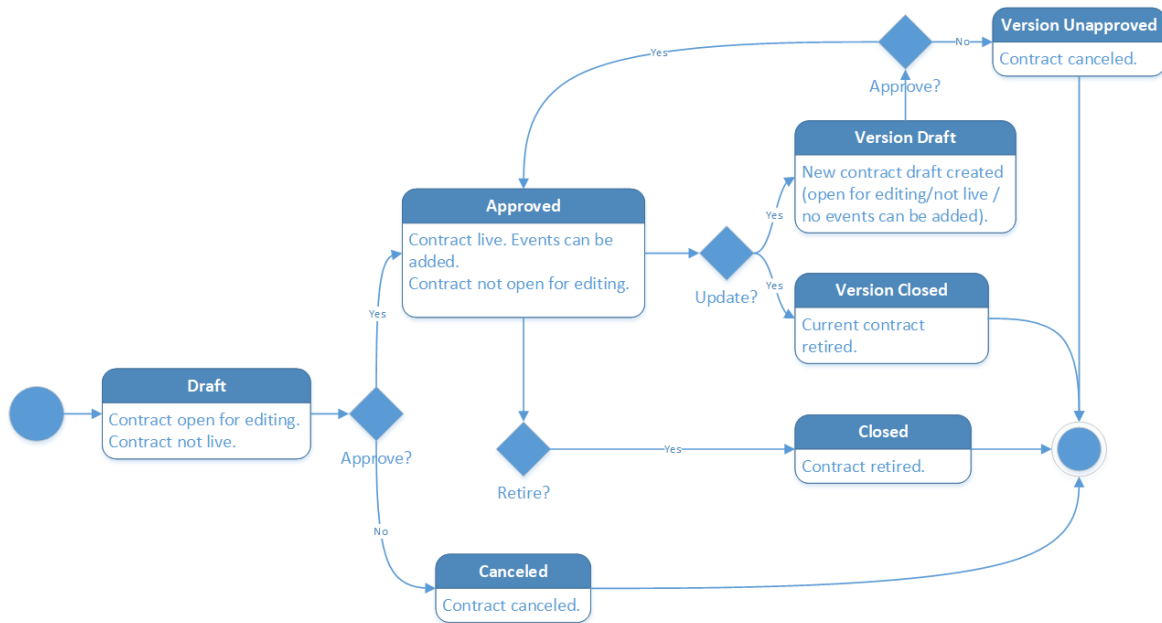 Version Unapproved
Contract canceled.
Yes
No
Approve?
Version Draft
New contract draft created
(open for editing/not live /
no events can be added).
Approved
Contract live. Events can be
added.
Contract not open for editing.
Yes
Update?
Yes
Version Closed
Current contract
retired.
Yes
Draft
Contract open for editing.
Contract not live.
Approve?
Closed
Contract retired.
Yes
Retire?
No
Canceled
Contract canceled.